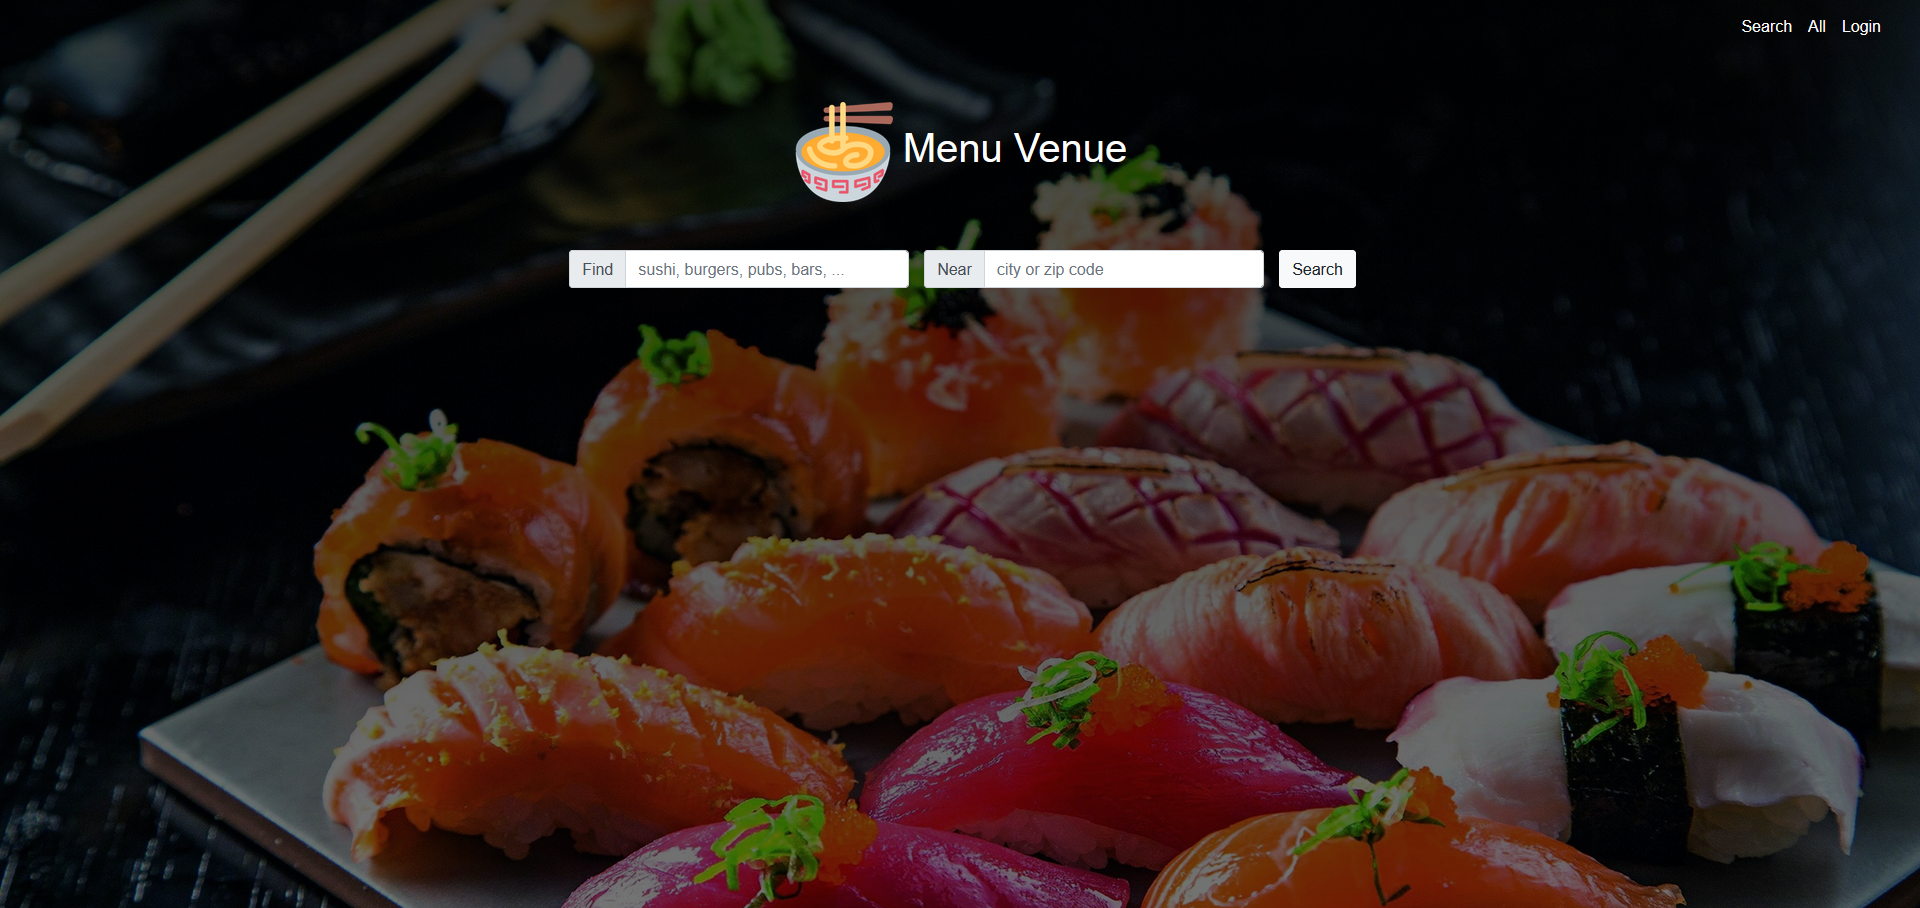 Search All Login
Menu Venue
Find sushi, burgers, pubs, bars, ... Near city or zip code Search